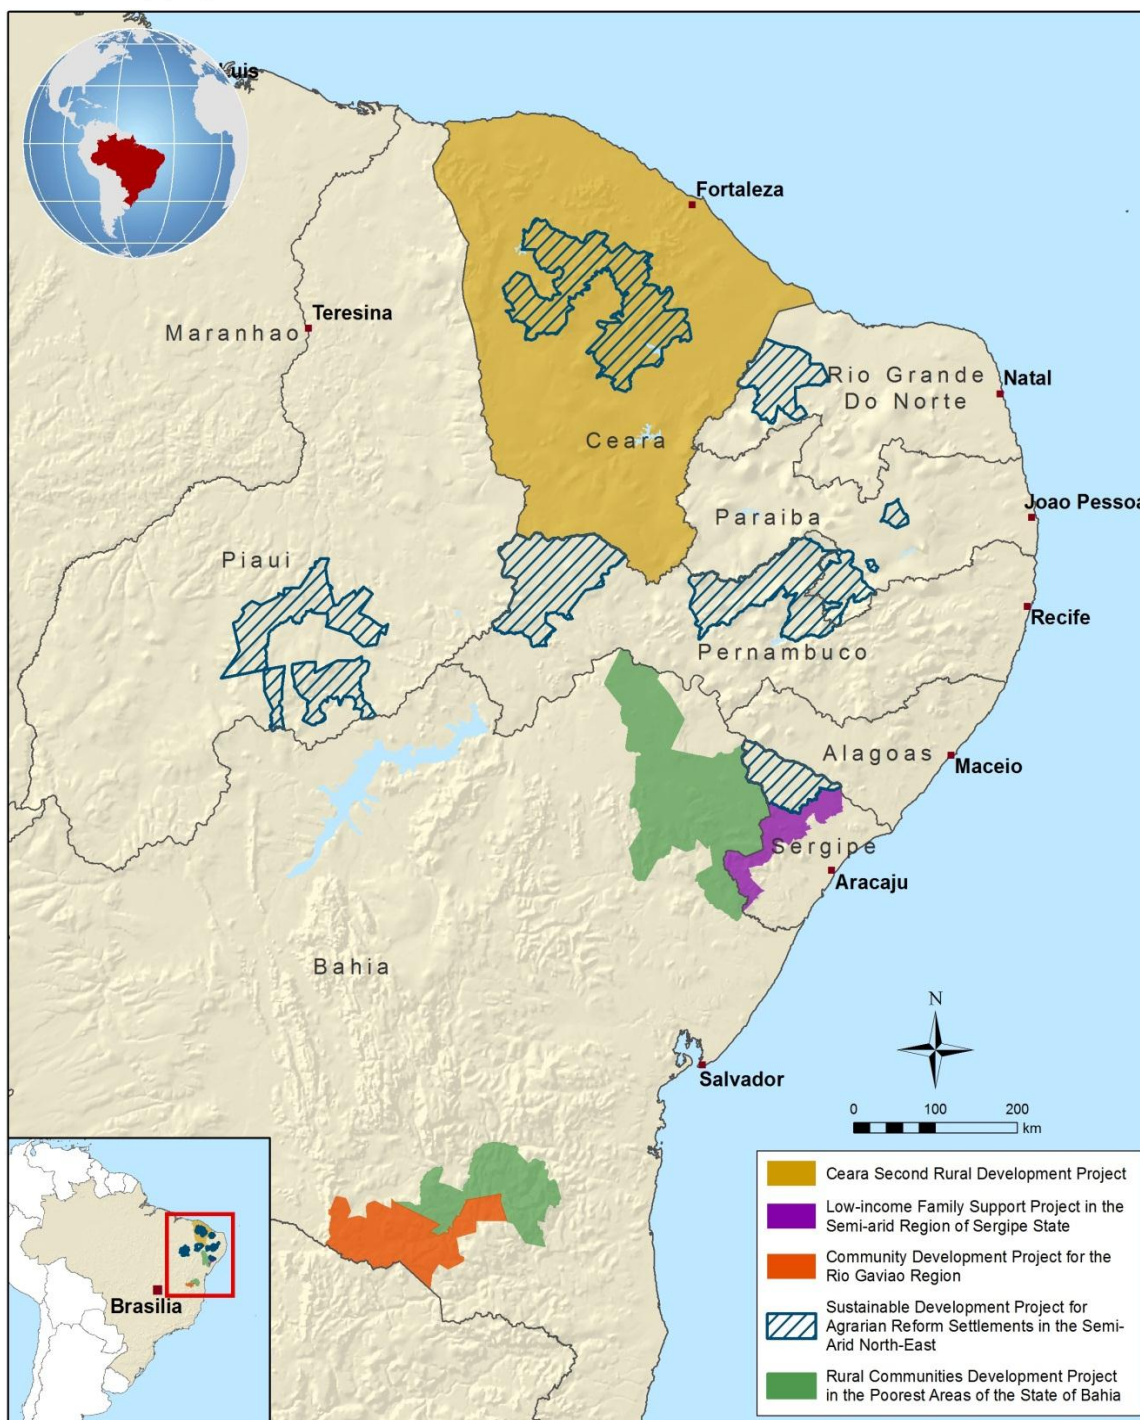 Luis
Fortaleza
Teresina
Maranhao
Rio Grande
Do Norte
Natal
Ceara
Joao Pessoa
Paraiba
Piaui
Recife
Pernambuco
Alagoas
Maceio
Sergipe
Aracaju
Bahia
N
Salvador
0 100 200
km
Brasilia
Ceara Second Rural Development Project
Low-income Family Support Project in the
Semi-arid Region of Sergipe State
Community Development Project for the
Rio Gaviao Region
Sustainable Development Project for
Agrarian Reform Settlements in the Semi-
Arid North-East
Rural Communities Development Project
in the Poorest Areas of the State of Bahia